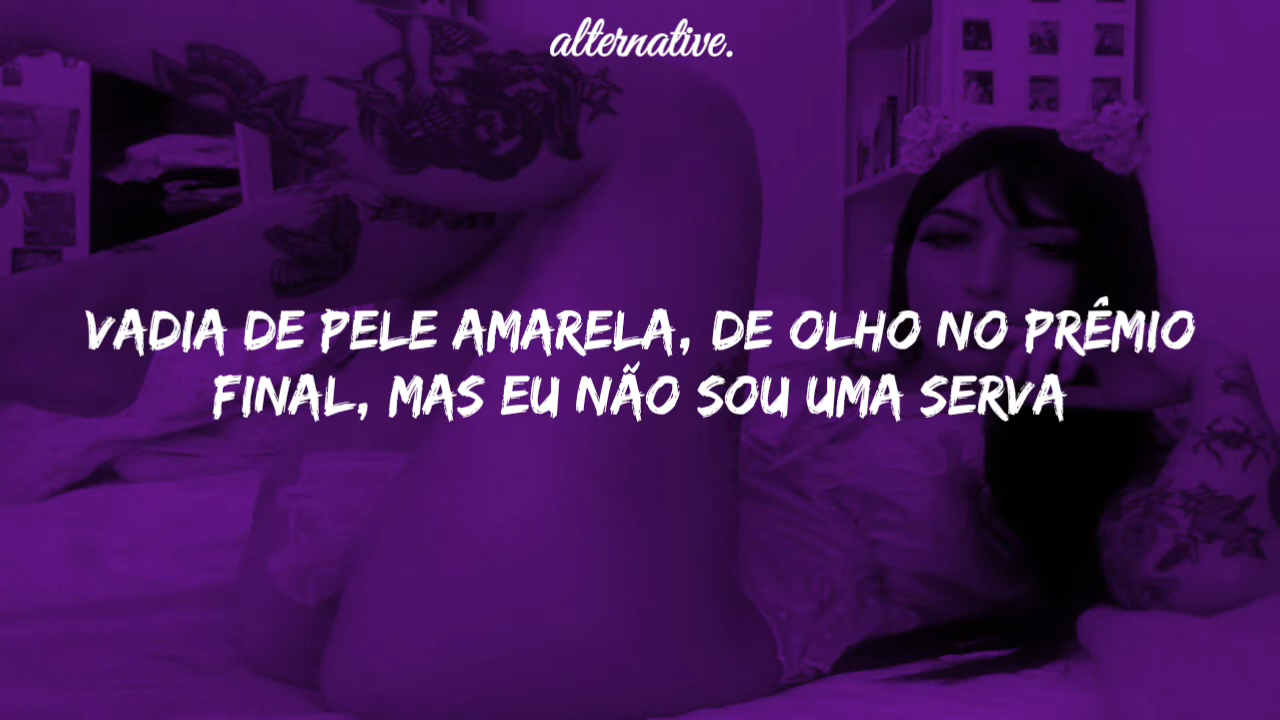 alternative.
VADIA DE PELE AMARELA, DE OLHO NO PRÊMIO
FINAL, MAS EU NÃO SOU UMA SERVA